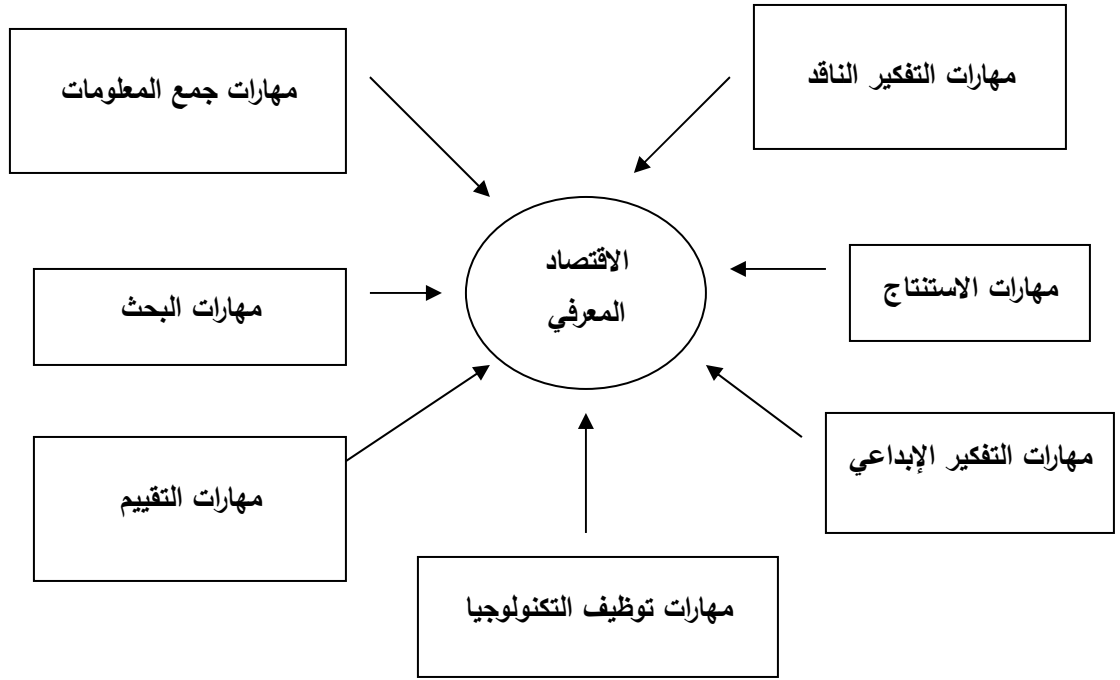 مهارات التفكير الناقد
مهارات جمع المعلومات
الاقتصاد
المعرفي
مهارات الاستنتاج
مهارات البحث
مهارات التفكير الإبداعي
مهارات التقييم
مهارات توظيف التكنولوجيا